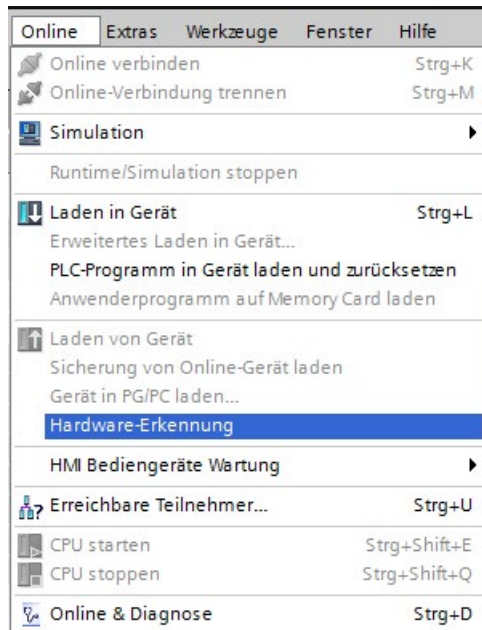 Online Extras Werkzeuge Fenster Hilfe
Online verbinden Strg+K
Online-Verbindung trennen Strg+M
Simulation
Runtime/Simulation stoppen
Laden in Gerät Strg+L
Erweitertes Laden in Gerät...
PLC-Programm in Gerät laden und zurücksetzen
Anwenderprogramm auf Memory Card laden
Laden von Gerät
Sicherung von Online-Gerät laden
Gerät in PG/PC laden...
Hardware-Erkennung
HMI Bediengeräte Wartung
Erreichbare Teilnehmer... Strg+U
CPU starten Strg+Shift+E
CPU stoppen Strg+Shift+Q
Online & Diagnose Strg+D